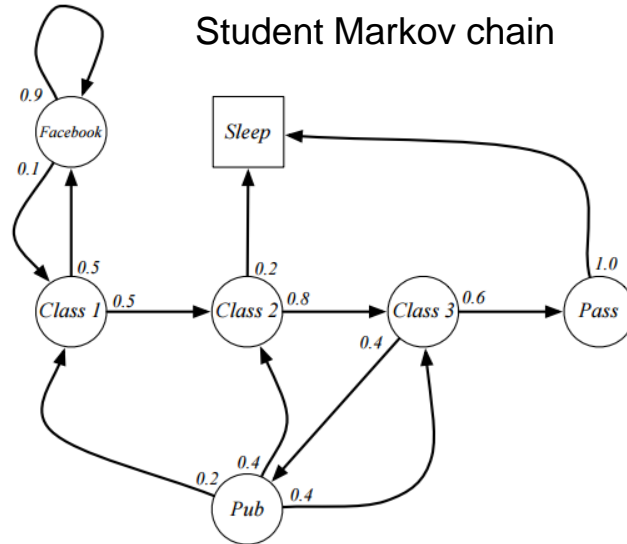 Student Markov chain
0.9
Facebook
Sleep
0.1
0.5
0.2
1.0
Class 1
0.5
Class 2
0.8
Class 3
0.6
Pass
0.4
0.2
0.4
0.4
Pub